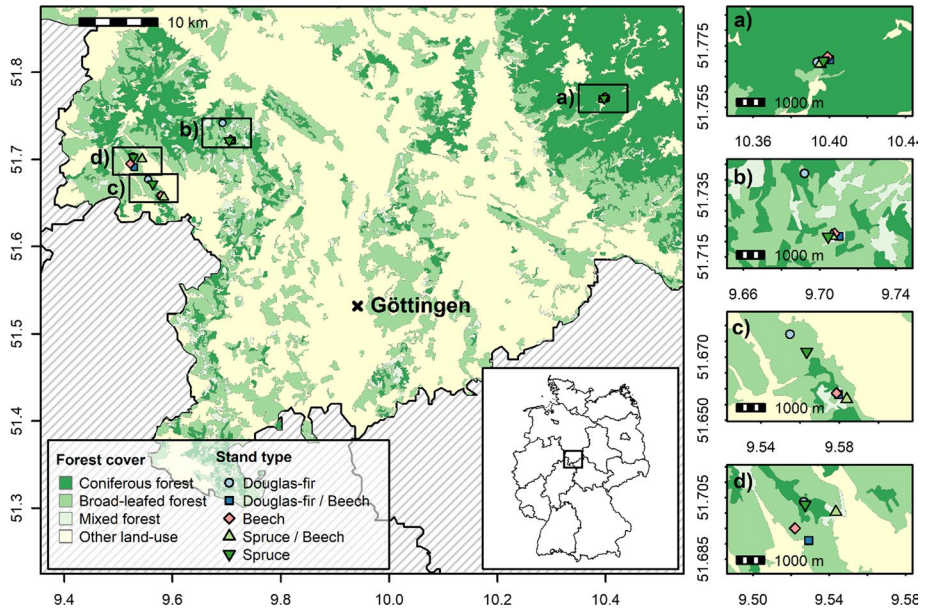 10 km
51.8
51.7
51.6
51.5
51.4
51.3
a)
b)
d)
c)
Göttingen
Forest cover
Coniferous forest
Broad-leafed forest
Mixed forest
Other land-use
Stand type
Douglas-fir
Douglas-fir / Beech
Beech
Spruce / Beech
Spruce
9.4 9.6 9.8 10.0 10.2 10.4
a)
51.775
51.755
1000 m
10.36 10.40 10.44
b)
51.735
51.715
1000 m
9.66 9.70 9.74
c)
51.670
51.650
1000 m
9.54 9.58
d)
51.705
51.685
1000 m
9.50 9.54 9.58